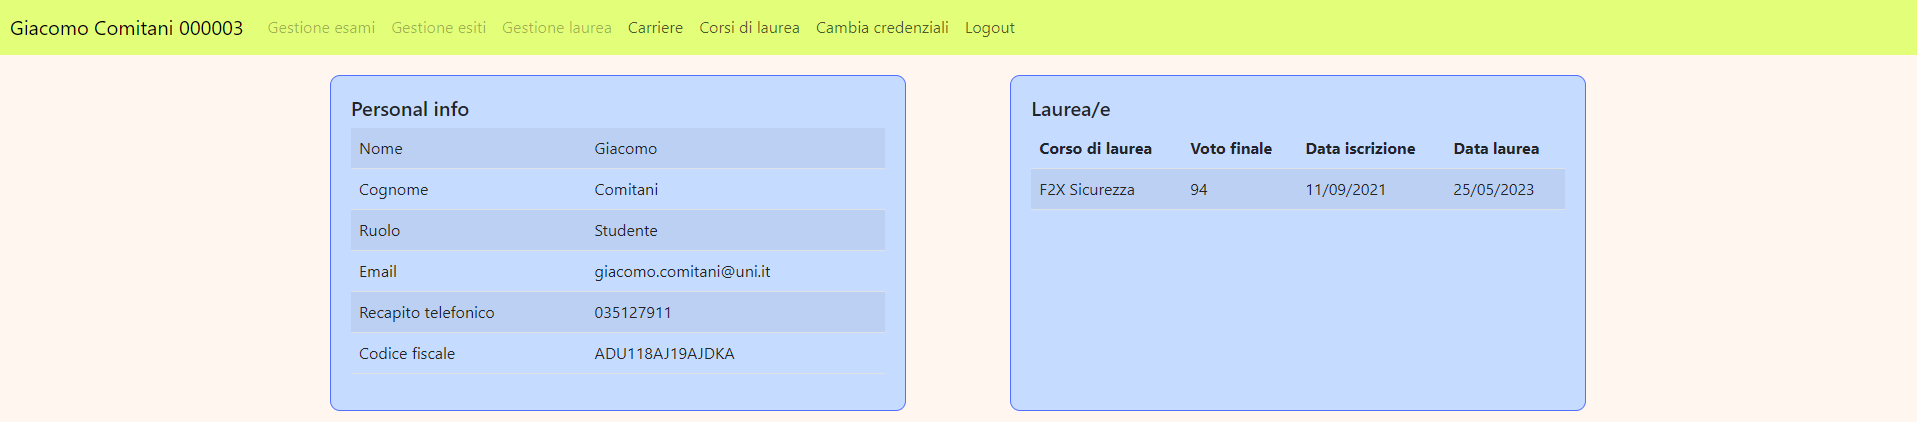 Giacomo Comitani 000003 Gestione esami Gestione esiti Gestione laurea Carriere Corsi di laurea Cambia credenziali Logout
Personal info
Nome Giacomo
Cognome Comitani
Ruolo Studente
Email giacomo.comitani@uni.it
Recapito telefonico 035127911
Codice fiscale ADU118AJ19AJDKA
Laurea/e
Corso di laurea Voto finale Data iscrizione Data laurea
F2X Sicurezza 94 11/09/2021 25/05/2023